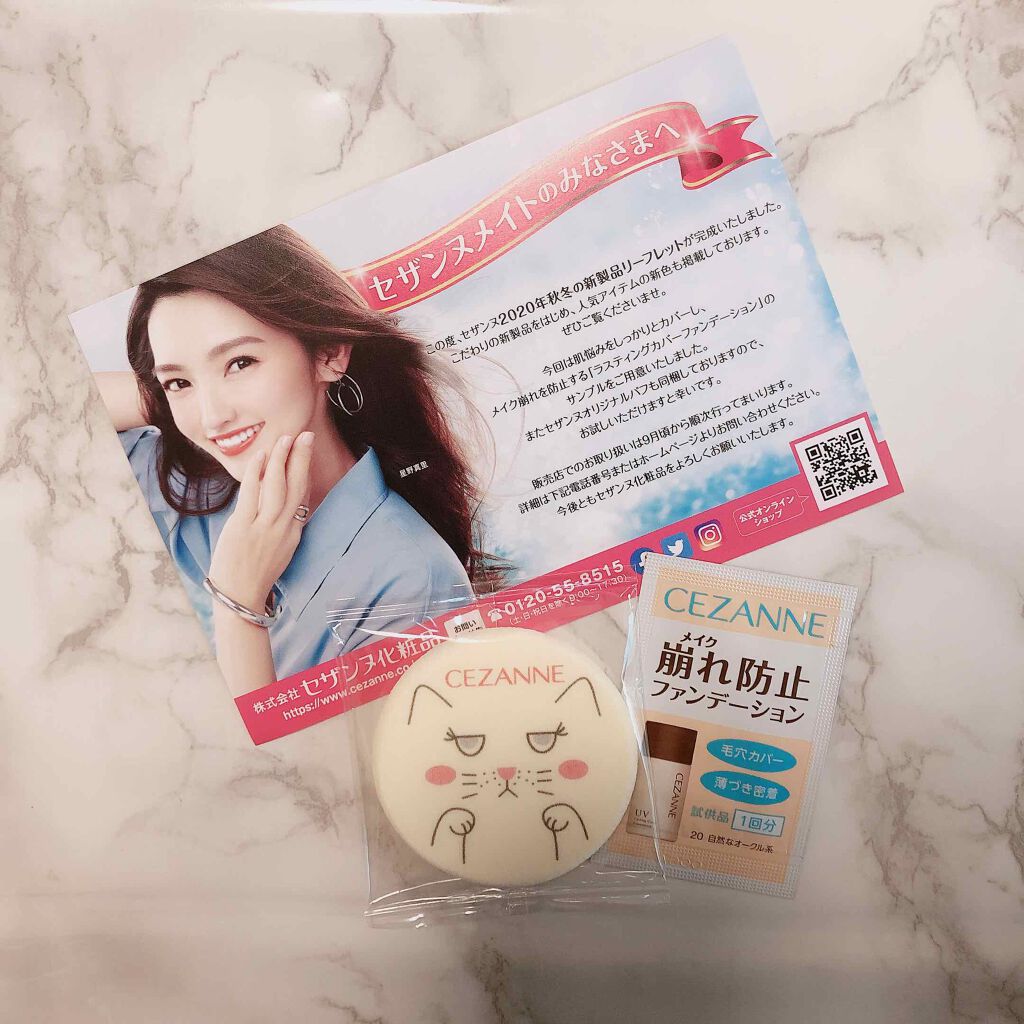 セザンヌメイトのみなさまへ
この度、セザンヌ2020年秋冬の新製品リーフレットが完成いたしました。
こだわりの新製品をはじめ、人気アイテムの新色も掲載しております。
ぜひご覧くださいませ。
今回は肌悩みをしっかりとカバーし、
メイク崩れを防止する「ラスティングカバーファンデーション」の
サンプルをご用意いたしました。
またセザンヌオリジナルパフも同梱しておりますので、
お試しいただけますと幸いです。
販売店でのお取り扱いは9月頃から順次行ってまいります。
詳細は下記電話番号またはホームページよりお問い合わせください。
今後ともセザンヌ化粧品をよろしくお願いいたします。
星野真里
公式オンライン
ショップ
株式会社 セザンヌ化粧品
https://www.cezanne.co
お問い
☎0120-55-8515
(土・日・祝日を除く9:00~17:30)
CEZANNE
CEZANNE
メイク
崩れ防止
ファンデーション
毛穴カバー
薄づき密着
試供品 1回分
20 自然なオークル系
CEZANNE
UV